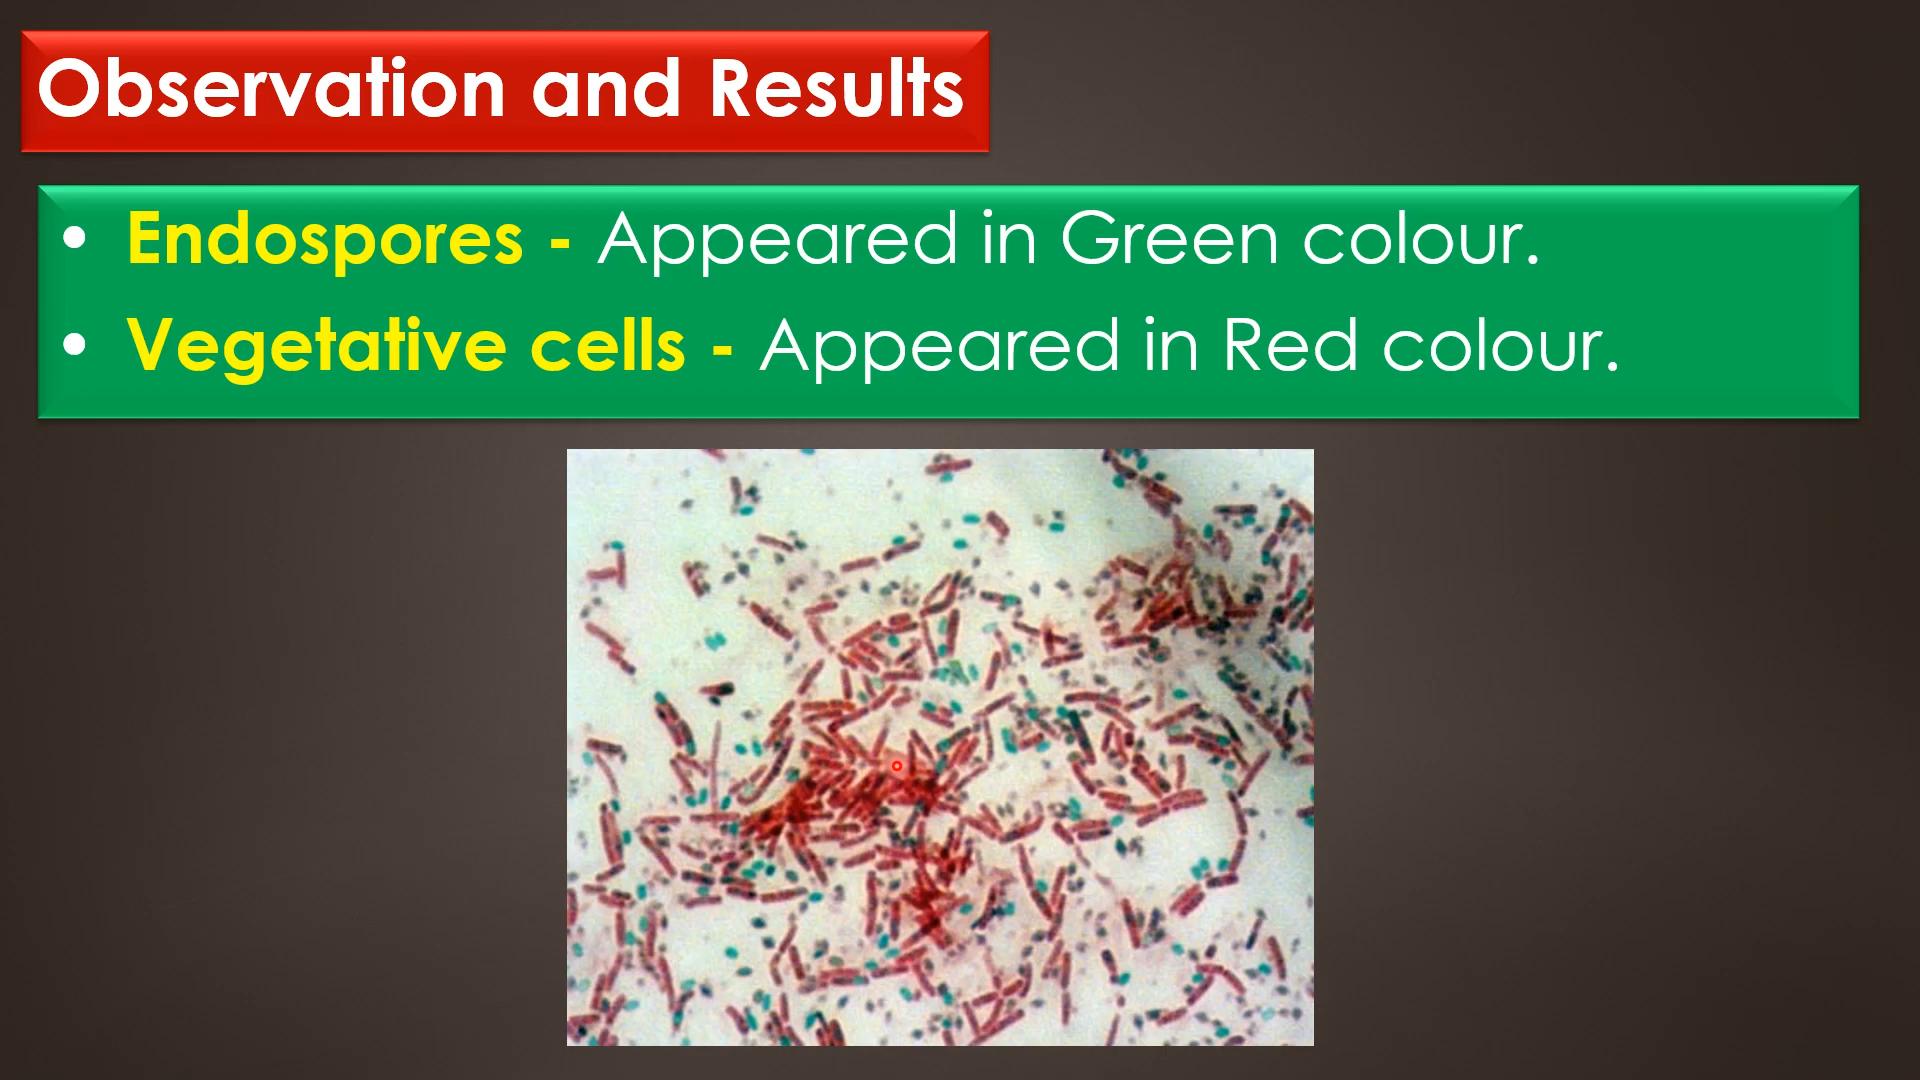 Observation and Results
• Endospores - Appeared in Green colour.
• Vegetative cells - Appeared in Red colour.